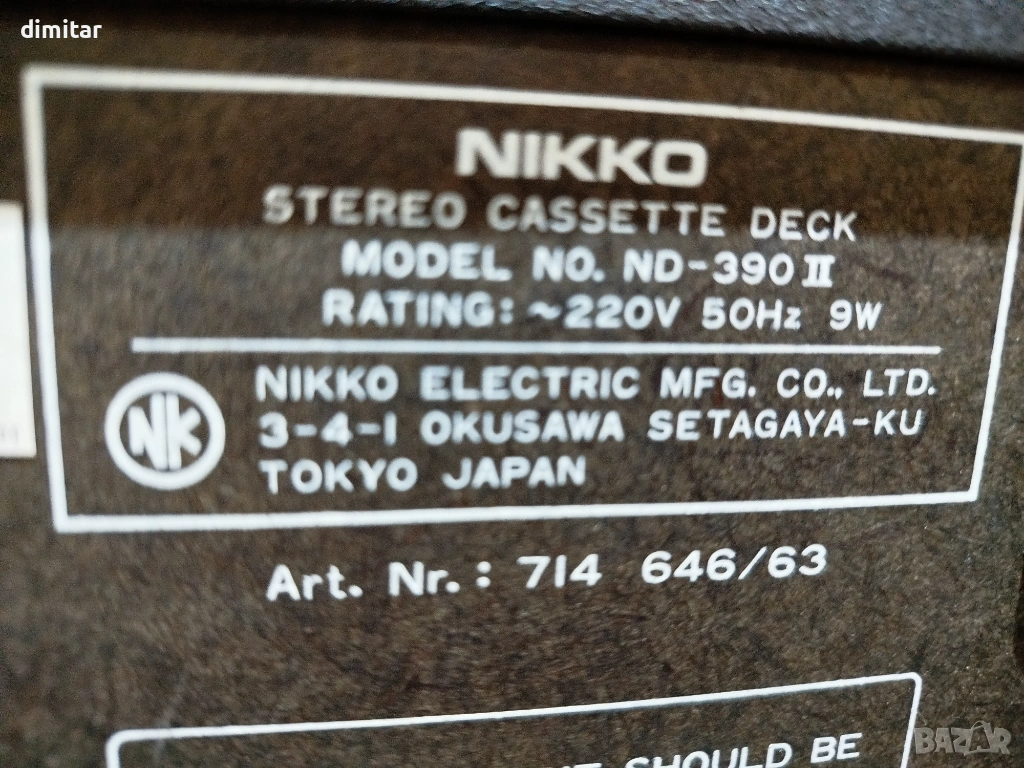 dimitar
NIKKO
STEREO CASSETTE DECK
MODEL NO. ND-390 II
RATING: ~220V 50Hz 9W
NK
NIKKO ELECTRIC MFG. CO., LTD.
3-4-1 OKUSAWA SETAGAYA-KU
TOKYO JAPAN
Art. Nr.: 714 646/63
SHOULD BE
BAZAR